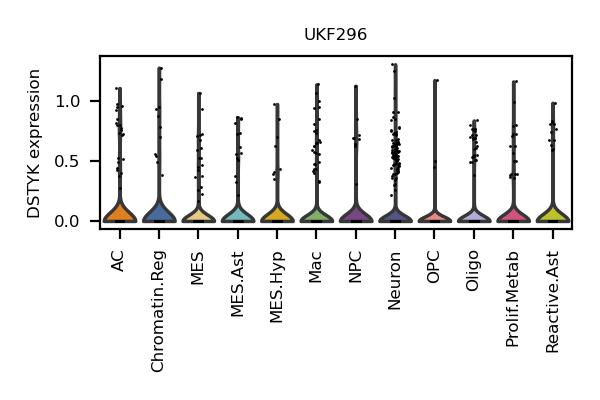 UKF296
DSTYK expression
1.0
0.5
0.0
AC
Chromatin.Reg
MES
MES.Ast
MES.Hyp
Mac
NPC
Neuron
OPC
Oligo
Prolif.Metab
Reactive.Ast